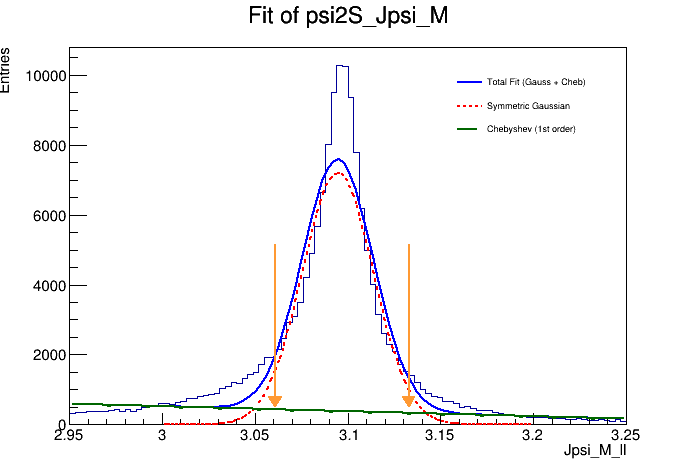 Fit of psi2S_Jpsi_M
Entries
10000
8000
6000
4000
2000
0
2.95
3
3.05
3.1
3.15
3.2
3.25
Jpsi_M_ll
Total Fit (Gauss + Cheb)
Symmetric Gaussian
Chebyshev (1st order)